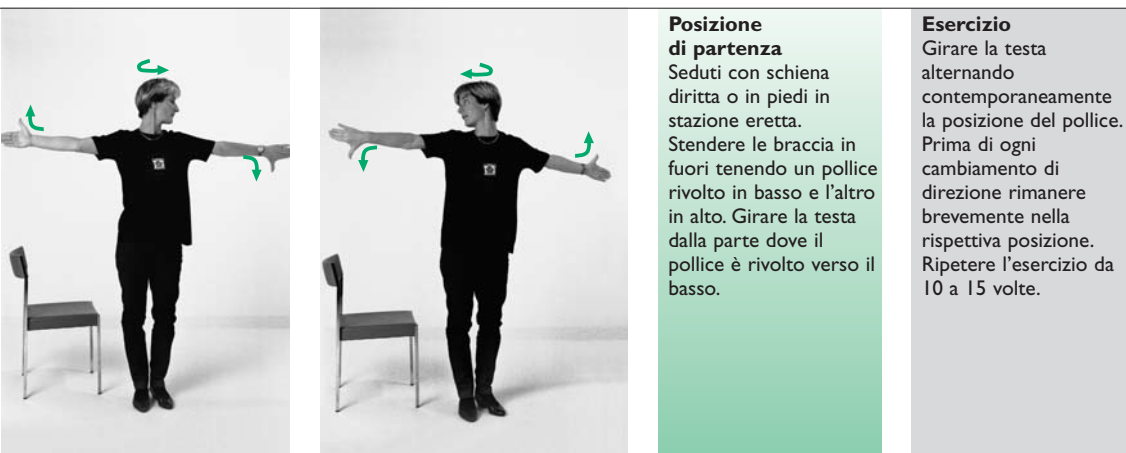 Posizione
di partenza
Seduti con schiena
diritta o in piedi in
stazione eretta.
Stendere le braccia in
fuori tenendo un pollice
rivolto in basso e l'altro
in alto. Girare la testa
dalla parte dove il
pollice è rivolto verso il
basso.
Esercizio
Girare la testa
alternando
contemporaneamente
la posizione del pollice.
Prima di ogni
cambiamento di
direzione rimanere
brevemente nella
rispettiva posizione.
Ripetere l'esercizio da
10 a 15 volte.